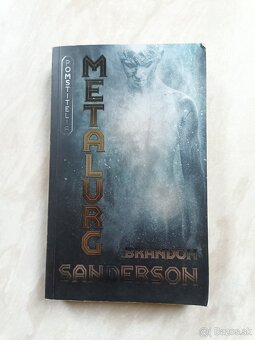 POMSTITELIA
METALURG
BRANDON
SANDERSON
© Bazos.sk